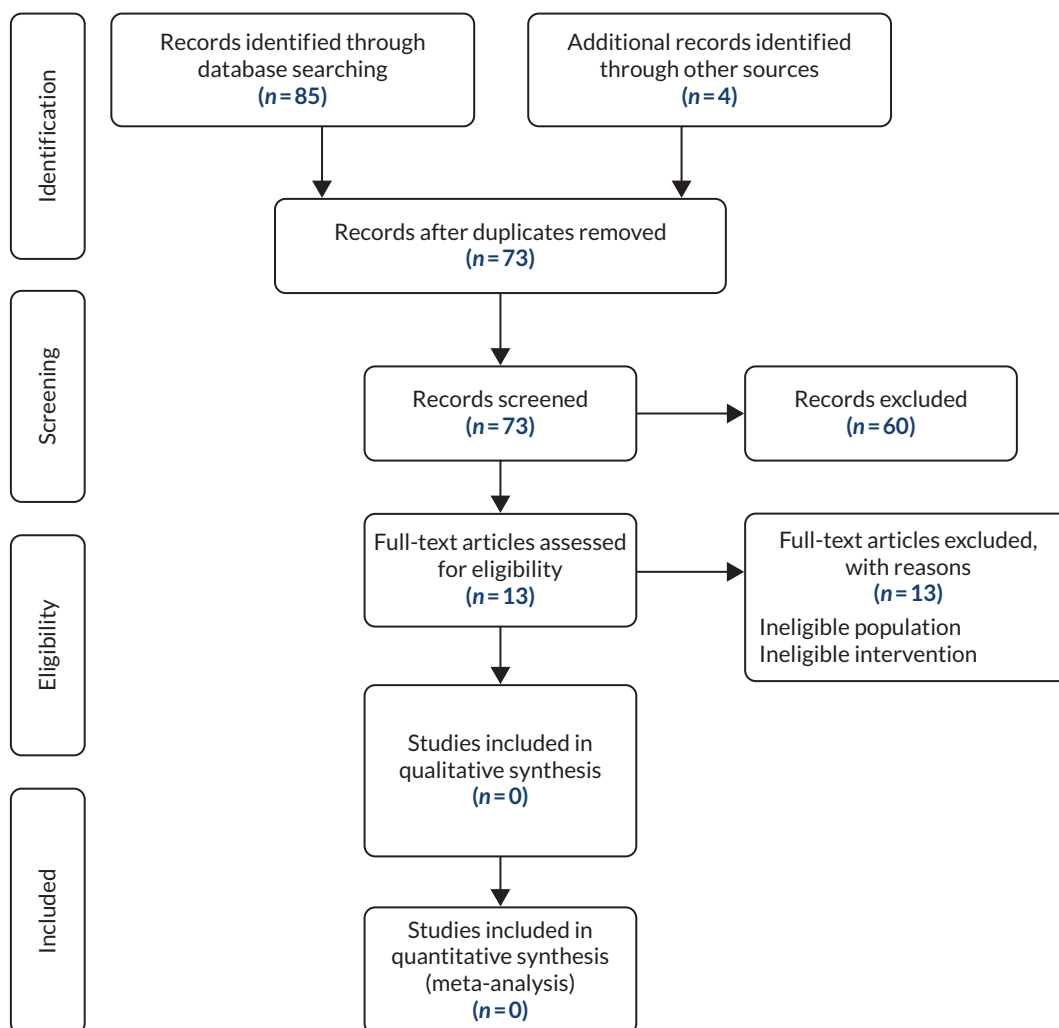 Identification
Records identified through
database searching
(n=85)
Additional records identified
through other sources
(n=4)
Records after duplicates removed
(n=73)
Screening
Records screened
(n=73)
Records excluded
(n=60)
Eligibility
Full-text articles assessed
for eligibility
(n=13)
Full-text articles excluded,
with reasons
(n=13)
Ineligible population
Ineligible intervention
Studies included in
qualitative synthesis
(n=0)
Included
Studies included in
quantitative synthesis
(meta-analysis)
(n=0)